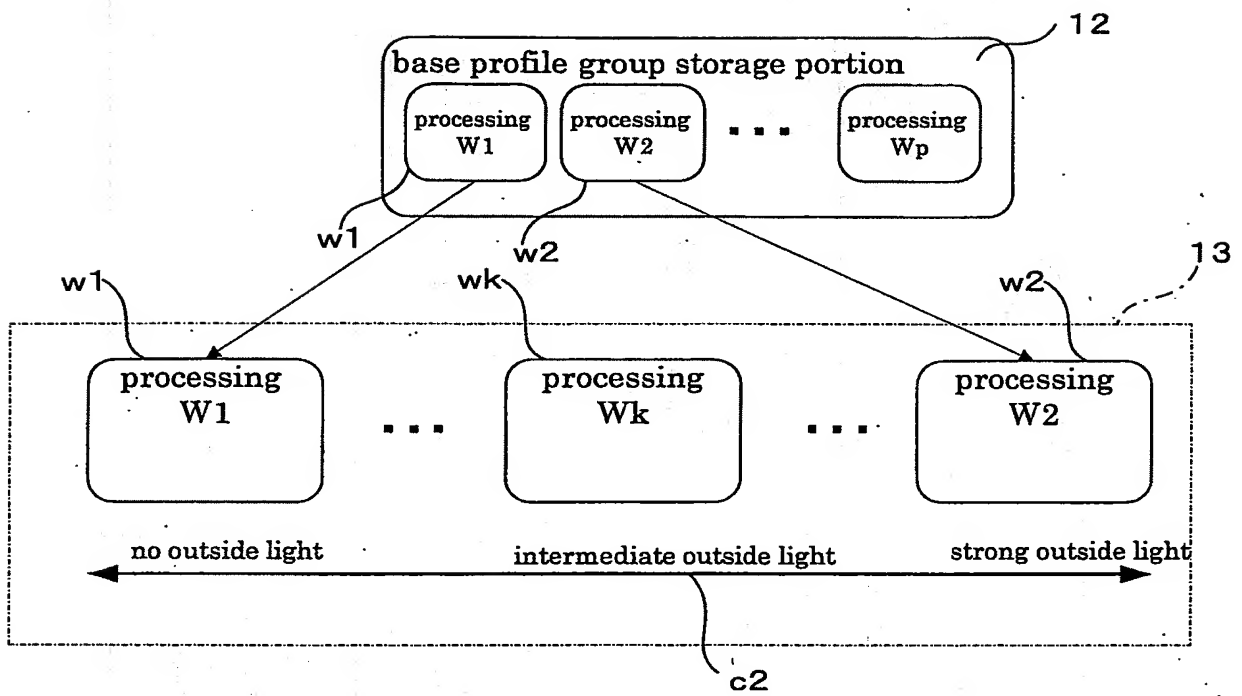 12
base profile group storage portion
processing W1
processing W2
▪ ▪ ▪
processing Wp
w1
w2
13
w1
wk
w2
processing W1
▪ ▪ ▪
processing Wk
▪ ▪ ▪
processing W2
no outside light
intermediate outside light
strong outside light
c2